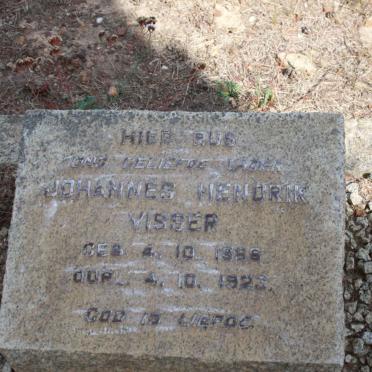 HIER RUS
ONS GELIEFDE VADER
JOHANNES HENDRIK
VISSER
GEB. 4. 10. 1886
OORL. 4. 10. 1923.
GOD IS LIEFDE.